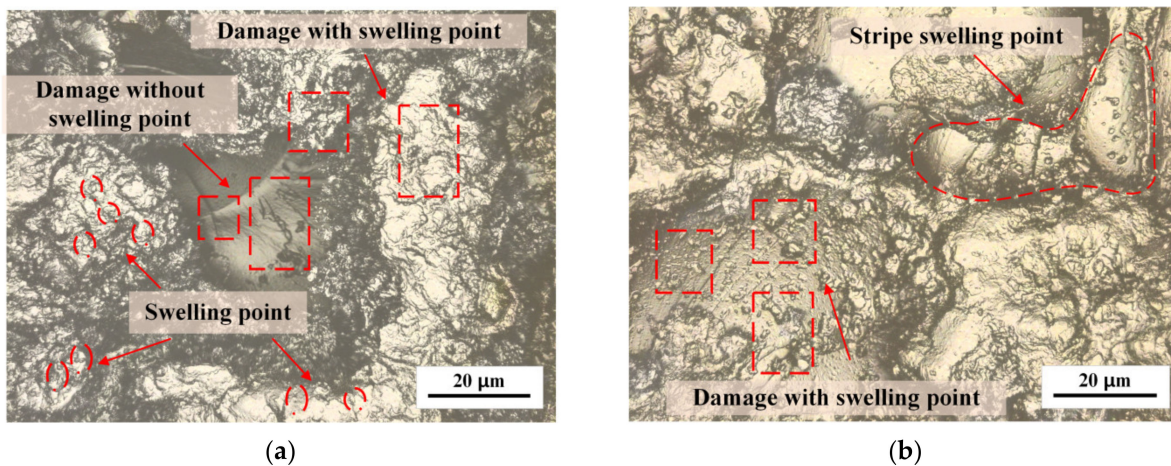 Damage with swelling point
Damage without
swelling point
Swelling point
20 μm
(a)
Stripe swelling point
Damage with swelling point
20 μm
(b)